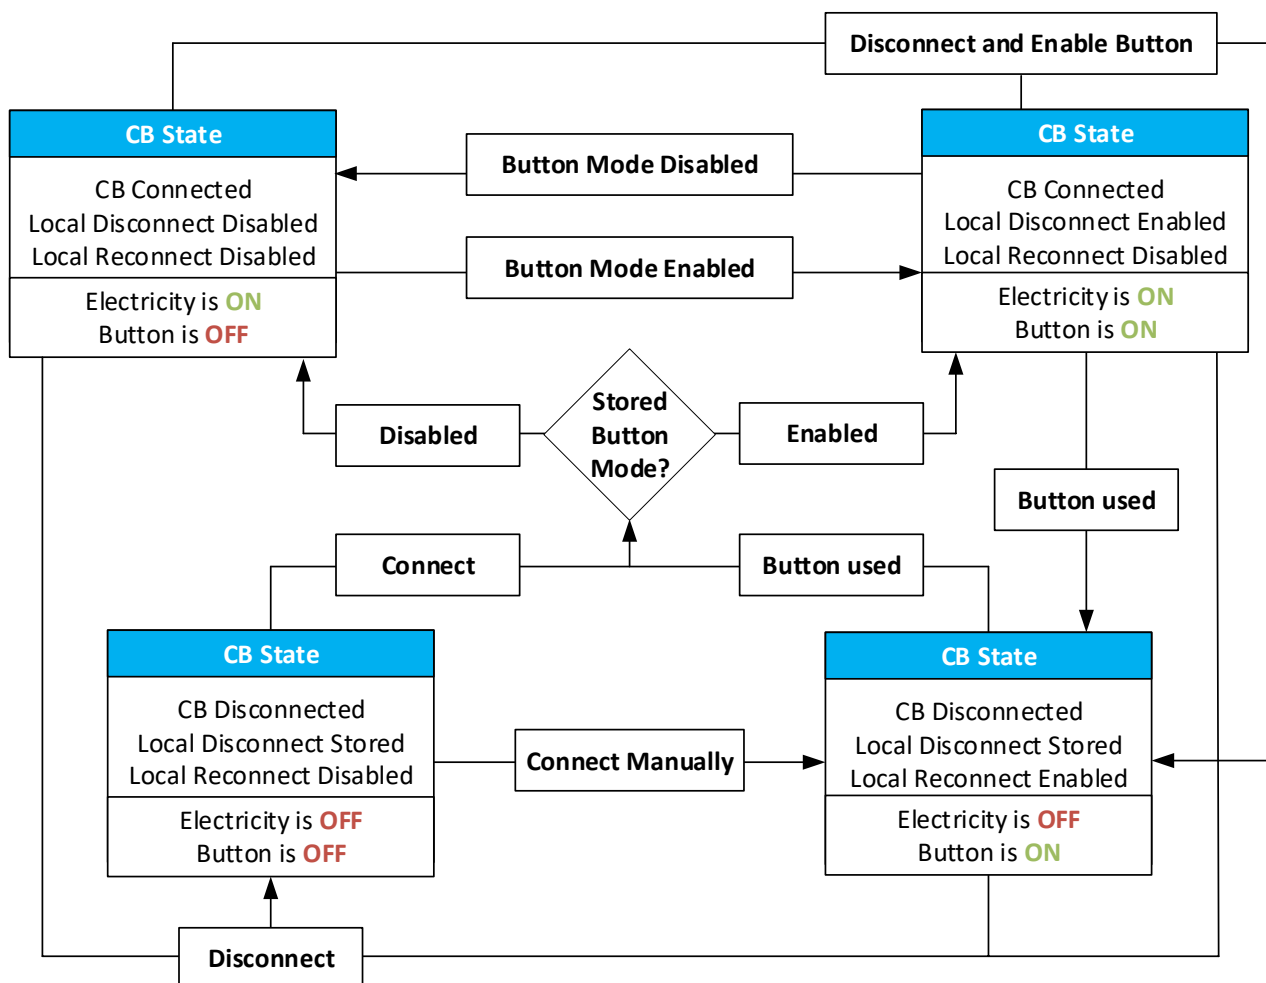 Disconnect and Enable Button
CB State
CB Connected
Local Disconnect Disabled
Local Reconnect Disabled
Electricity is ON
Button is OFF
Button Mode Disabled
Button Mode Enabled
CB State
CB Connected
Local Disconnect Enabled
Local Reconnect Disabled
Electricity is ON
Button is ON
Disabled
Stored
Button
Mode?
Enabled
Button used
Connect
Button used
CB State
CB Disconnected
Local Disconnect Stored
Local Reconnect Disabled
Electricity is OFF
Button is OFF
Connect Manually
CB State
CB Disconnected
Local Disconnect Stored
Local Reconnect Enabled
Electricity is OFF
Button is ON
Disconnect